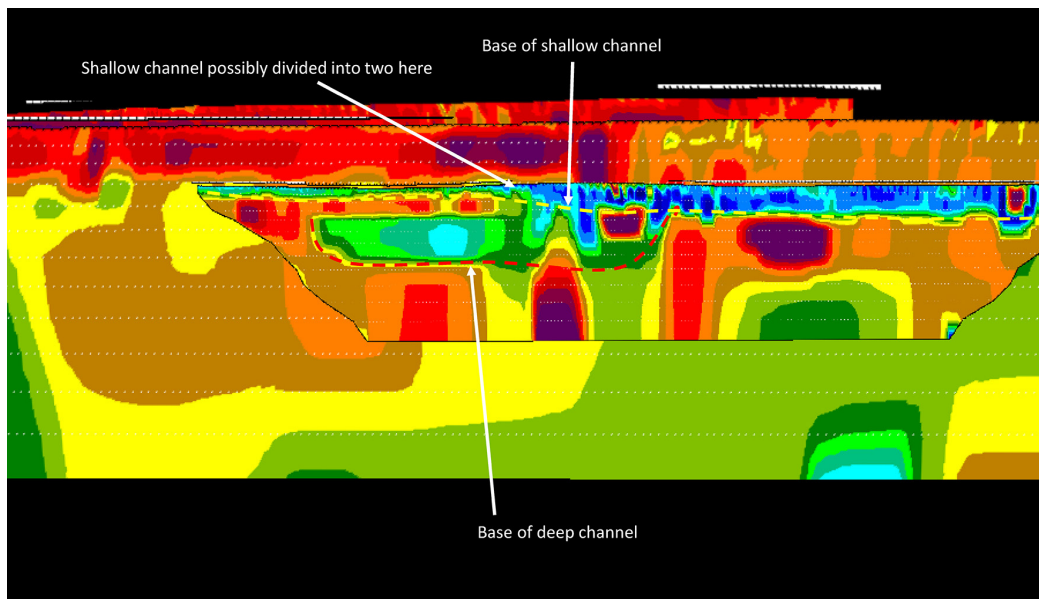 Base of shallow channel
Shallow channel possibly divided into two here
Base of deep channel